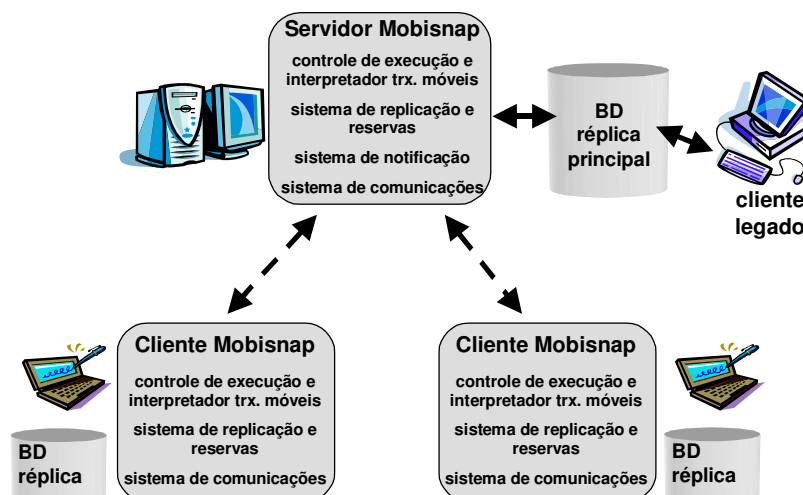 Servidor Mobisnap
controle de execução e
interpretador trx. móveis
sistema de replicação e
reservas
sistema de notificação
sistema de comunicações
BD
réplica
principal
cliente
legado
Cliente Mobisnap
controle de execução e
interpretador trx. móveis
sistema de replicação e
reservas
sistema de comunicações
BD
réplica
Cliente Mobisnap
controle de execução e
interpretador trx. móveis
sistema de replicação e
reservas
sistema de comunicações
BD
réplica